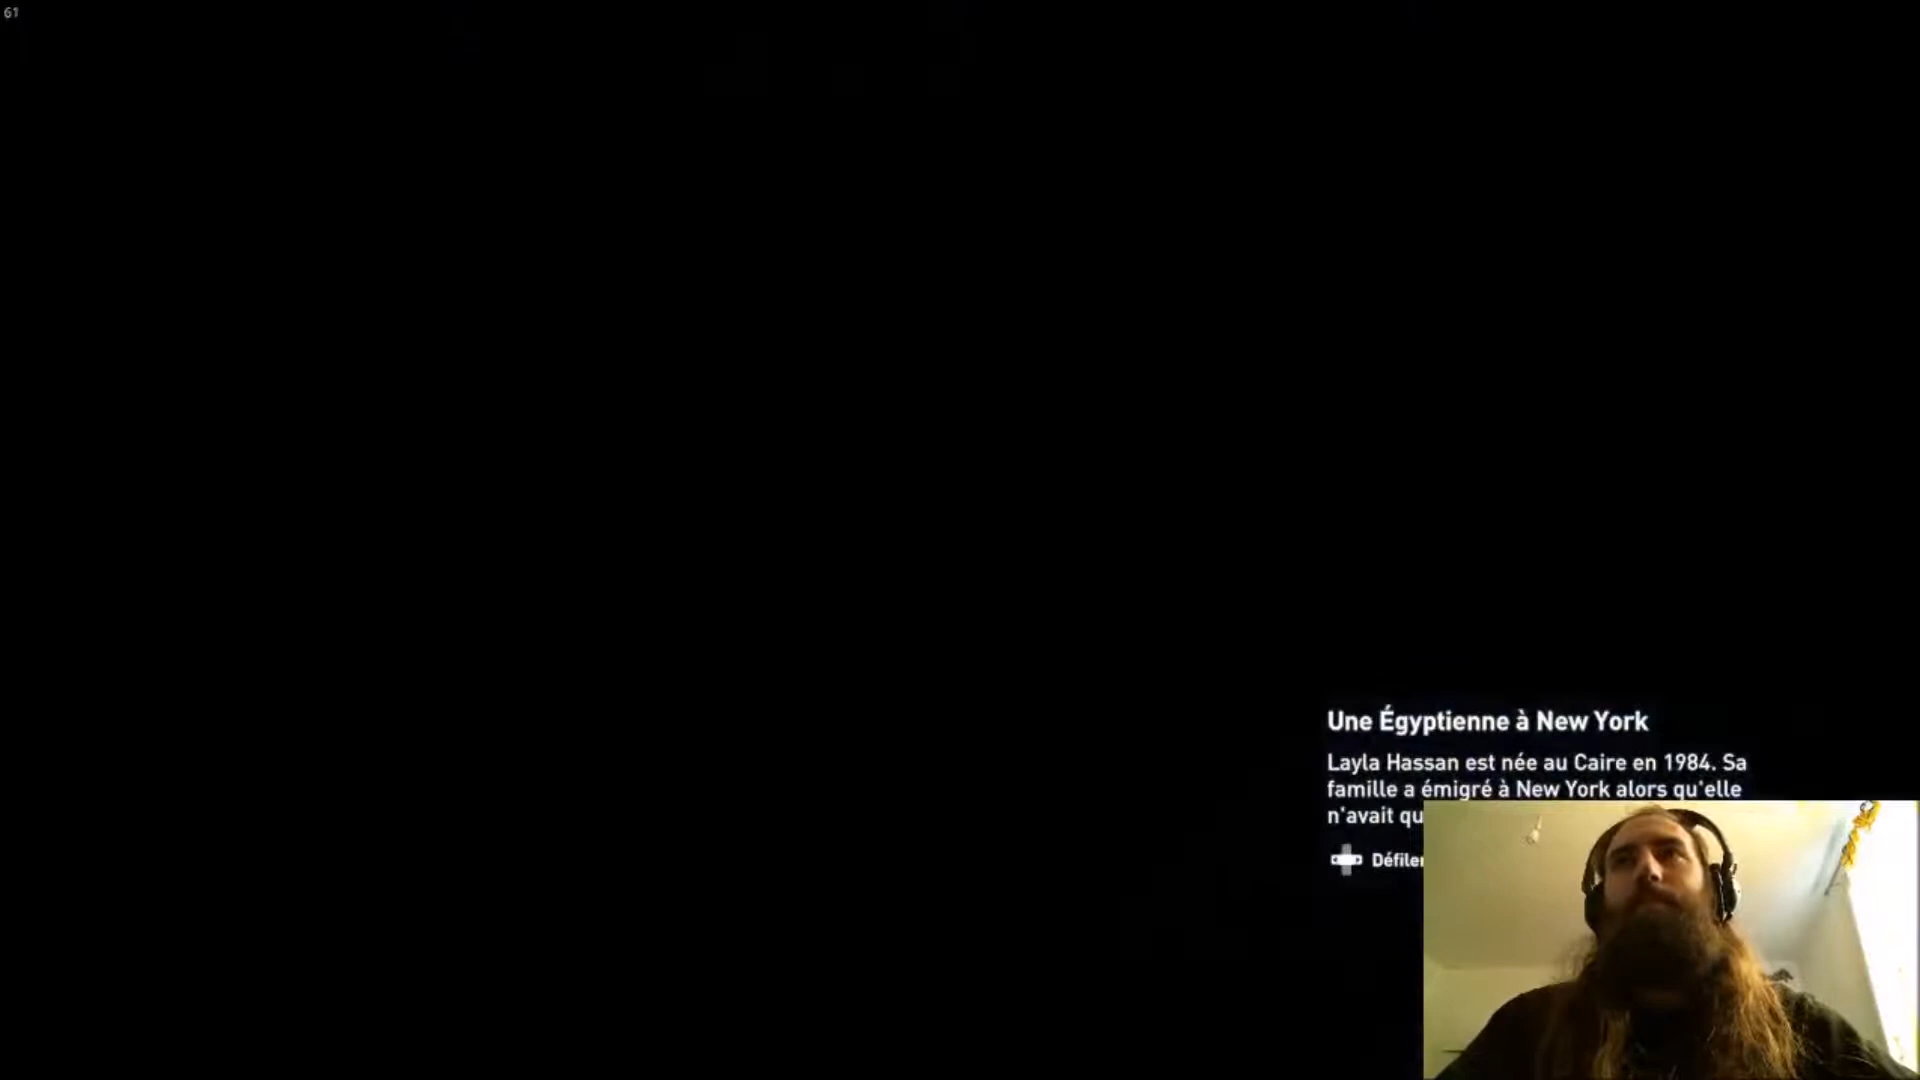 61
Une Égyptienne à New York
Layla Hassan est née au Caire en 1984. Sa
famille a émigré à New York alors qu'elle
n'avait qu
Défiler